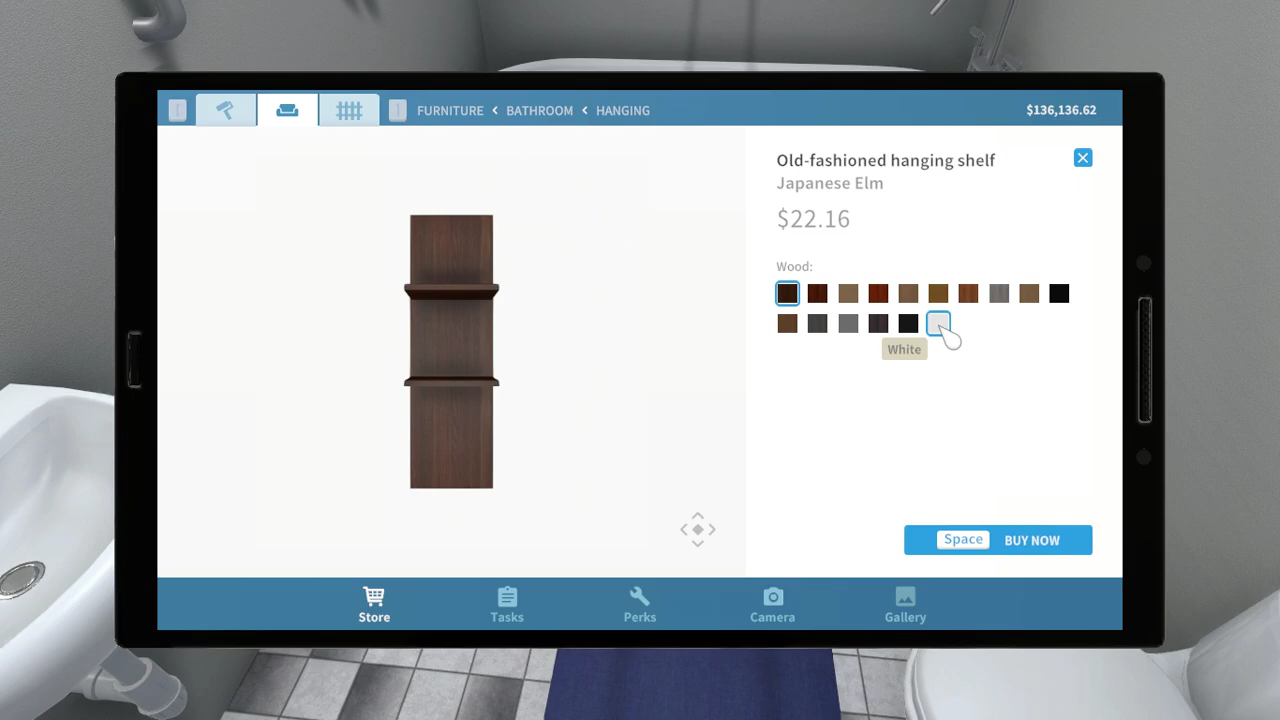 FURNITURE < BATHROOM < HANGING
$136,136.62
Old-fashioned hanging shelf
Japanese Elm
$22.16
Wood:
White
Space BUY NOW
Store Tasks Perks Camera Gallery